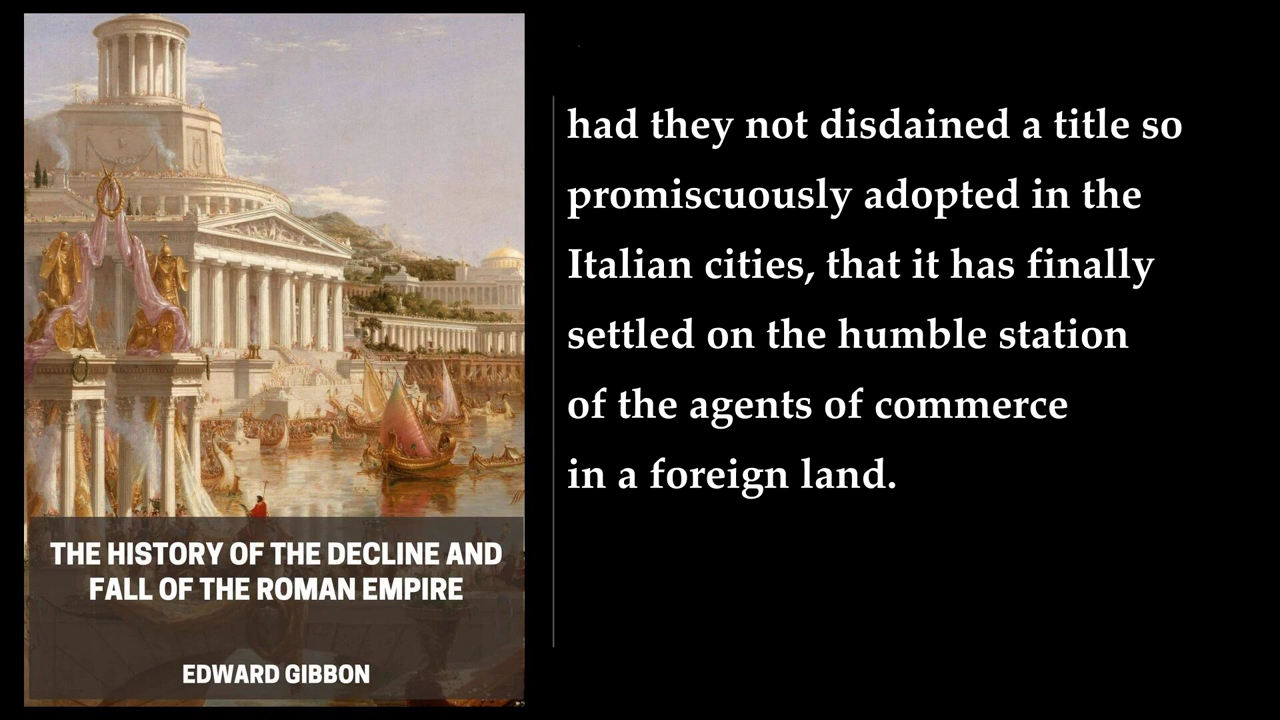 had they not disdained a title so
promiscuously adopted in the
Italian cities, that it has finally
settled on the humble station
of the agents of commerce
in a foreign land.
THE HISTORY OF THE DECLINE AND
FALL OF THE ROMAN EMPIRE
EDWARD GIBBON